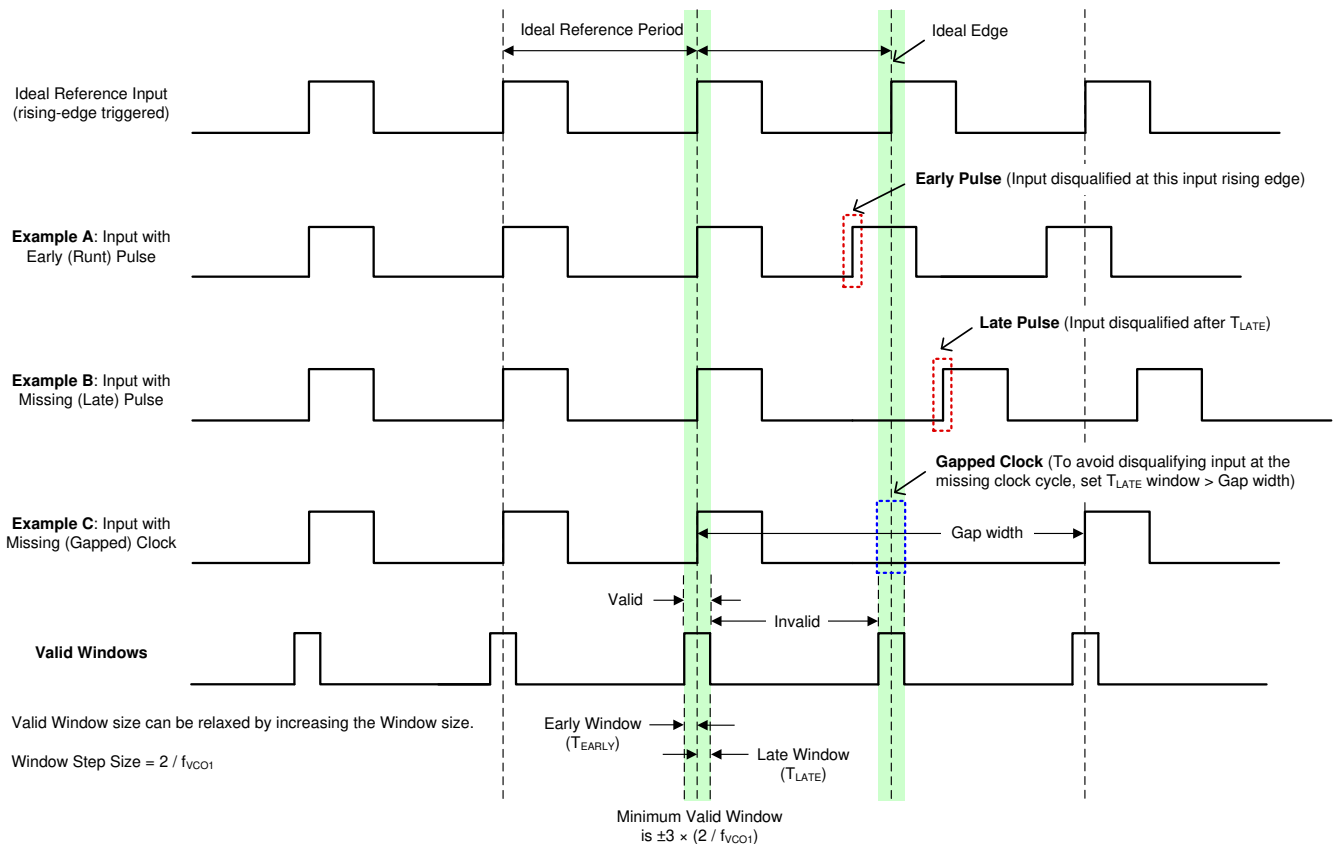 Ideal Reference Period
Ideal Edge
Ideal Reference Input
(rising-edge triggered)
Early Pulse (Input disqualified at this input rising edge)
Example A: Input with
Early (Runt) Pulse
Late Pulse (Input disqualified after TLATE)
Example B: Input with
Missing (Late) Pulse
Gapped Clock (To avoid disqualifying input at the
missing clock cycle, set TLATE window > Gap width)
Example C: Input with
Missing (Gapped) Clock
Gap width
Valid
Invalid
Valid Windows
Valid Window size can be relaxed by increasing the Window size.
Window Step Size = 2 / fVCO1
Early Window
(TEARLY)
Late Window
(TLATE)
Minimum Valid Window
is ±3 × (2 / fVCO1)